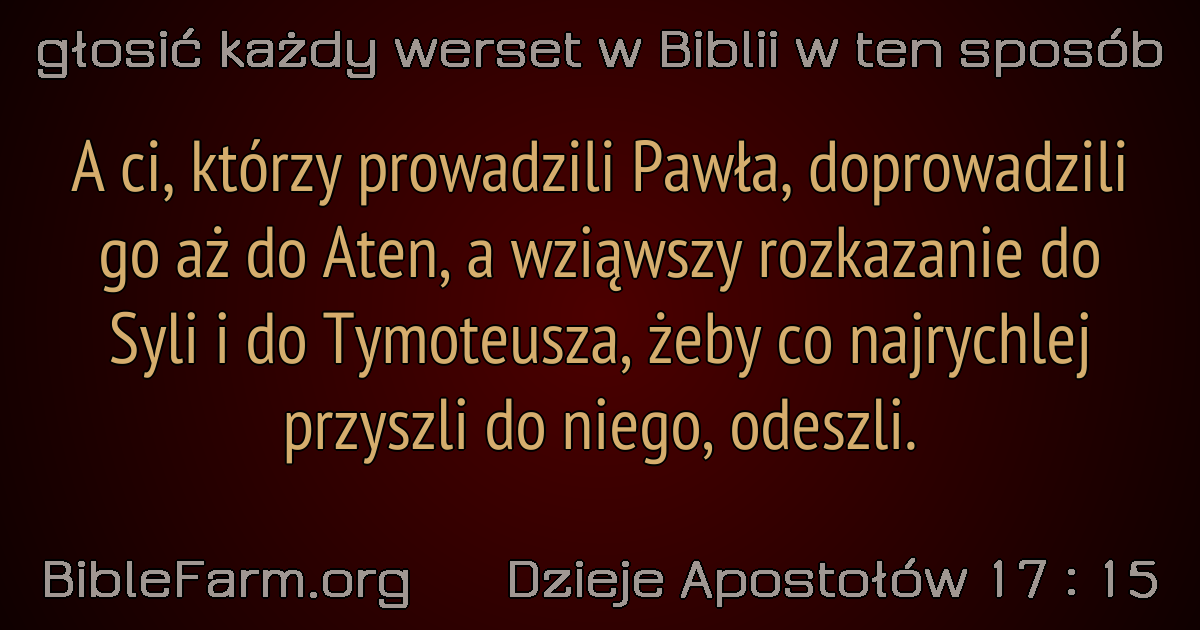 głosić każdy werset w Biblii w ten sposób
A ci, którzy prowadzili Pawła, doprowadzili
go aż do Aten, a wziąwszy rozkazanie do
Syli i do Tymoteusza, żeby co najrychlej
przyszli do niego, odeszli.
BibleFarm.org Dzieje Apostołów 17 : 15